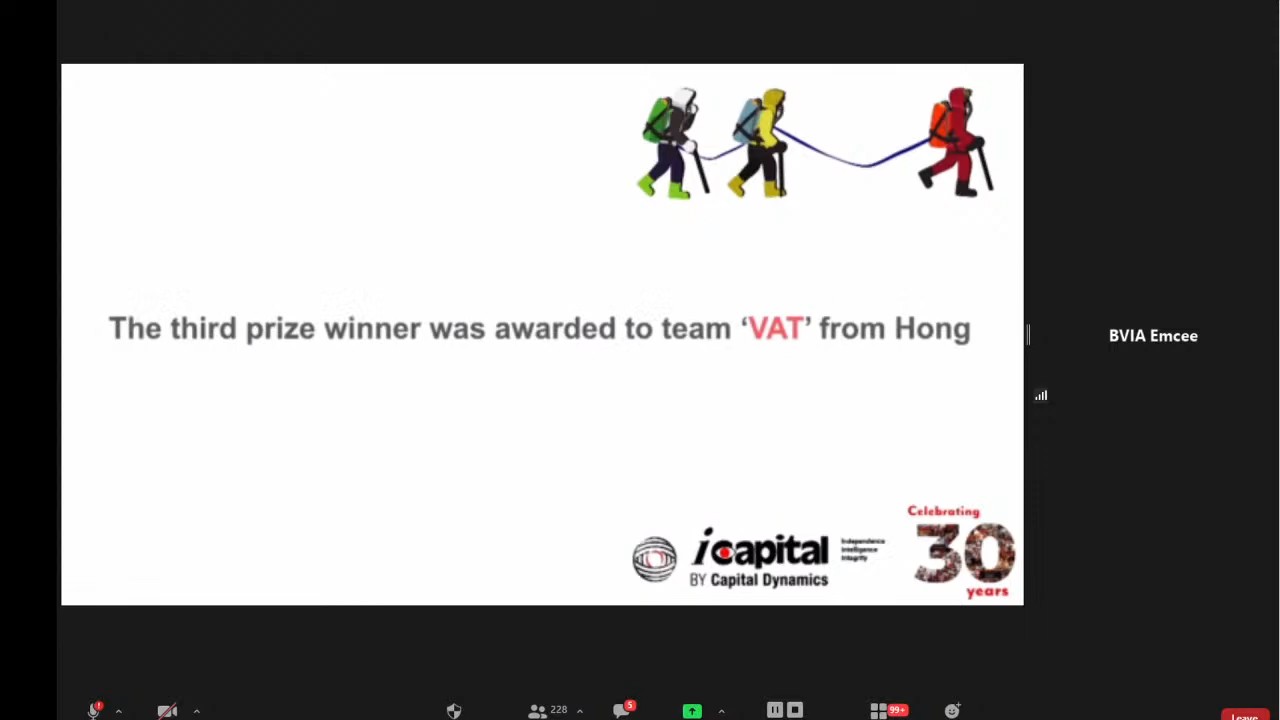 The third prize winner was awarded to team ‘VAT’ from Hong
BVIA Emcee
Celebrating
30
years
icapital
BY Capital Dynamics
Independence
Intelligence
Integrity
228
5
99+
Leave